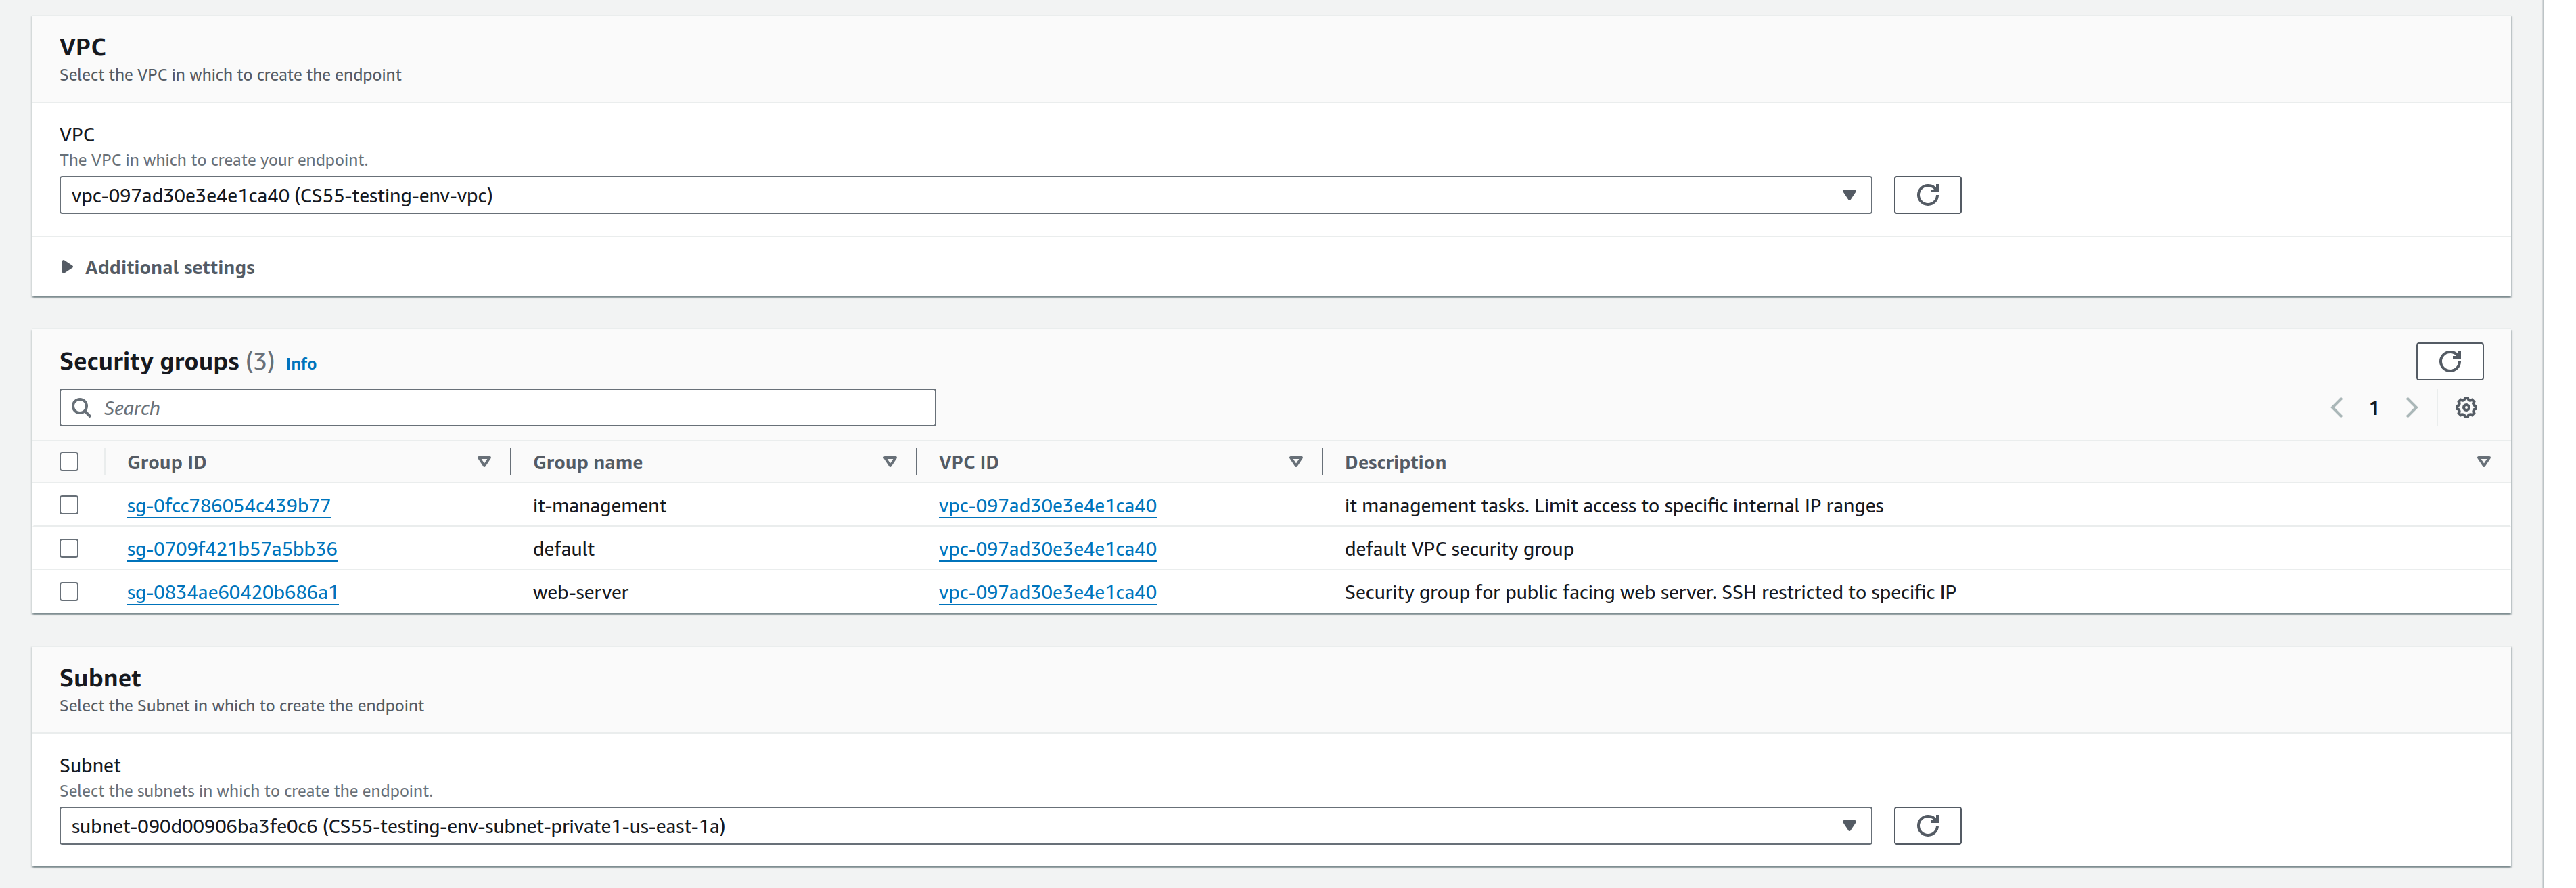 VPC
Select the VPC in which to create the endpoint
VPC
The VPC in which to create your endpoint.
vpc-097ad30e3e4e1ca40 (CS55-testing-env-vpc)
Additional settings
Security groups (3) Info
Search
1
Group ID Group name VPC ID Description
sg-0fcc786054c439b77 it-management vpc-097ad30e3e4e1ca40 it management tasks. Limit access to specific internal IP ranges
sg-0709f421b57a5bb36 default vpc-097ad30e3e4e1ca40 default VPC security group
sg-0834ae60420b686a1 web-server vpc-097ad30e3e4e1ca40 Security group for public facing web server. SSH restricted to specific IP
Subnet
Select the Subnet in which to create the endpoint
Subnet
Select the subnets in which to create the endpoint.
subnet-090d00906ba3fe0c6 (CS55-testing-env-subnet-private1-us-east-1a)